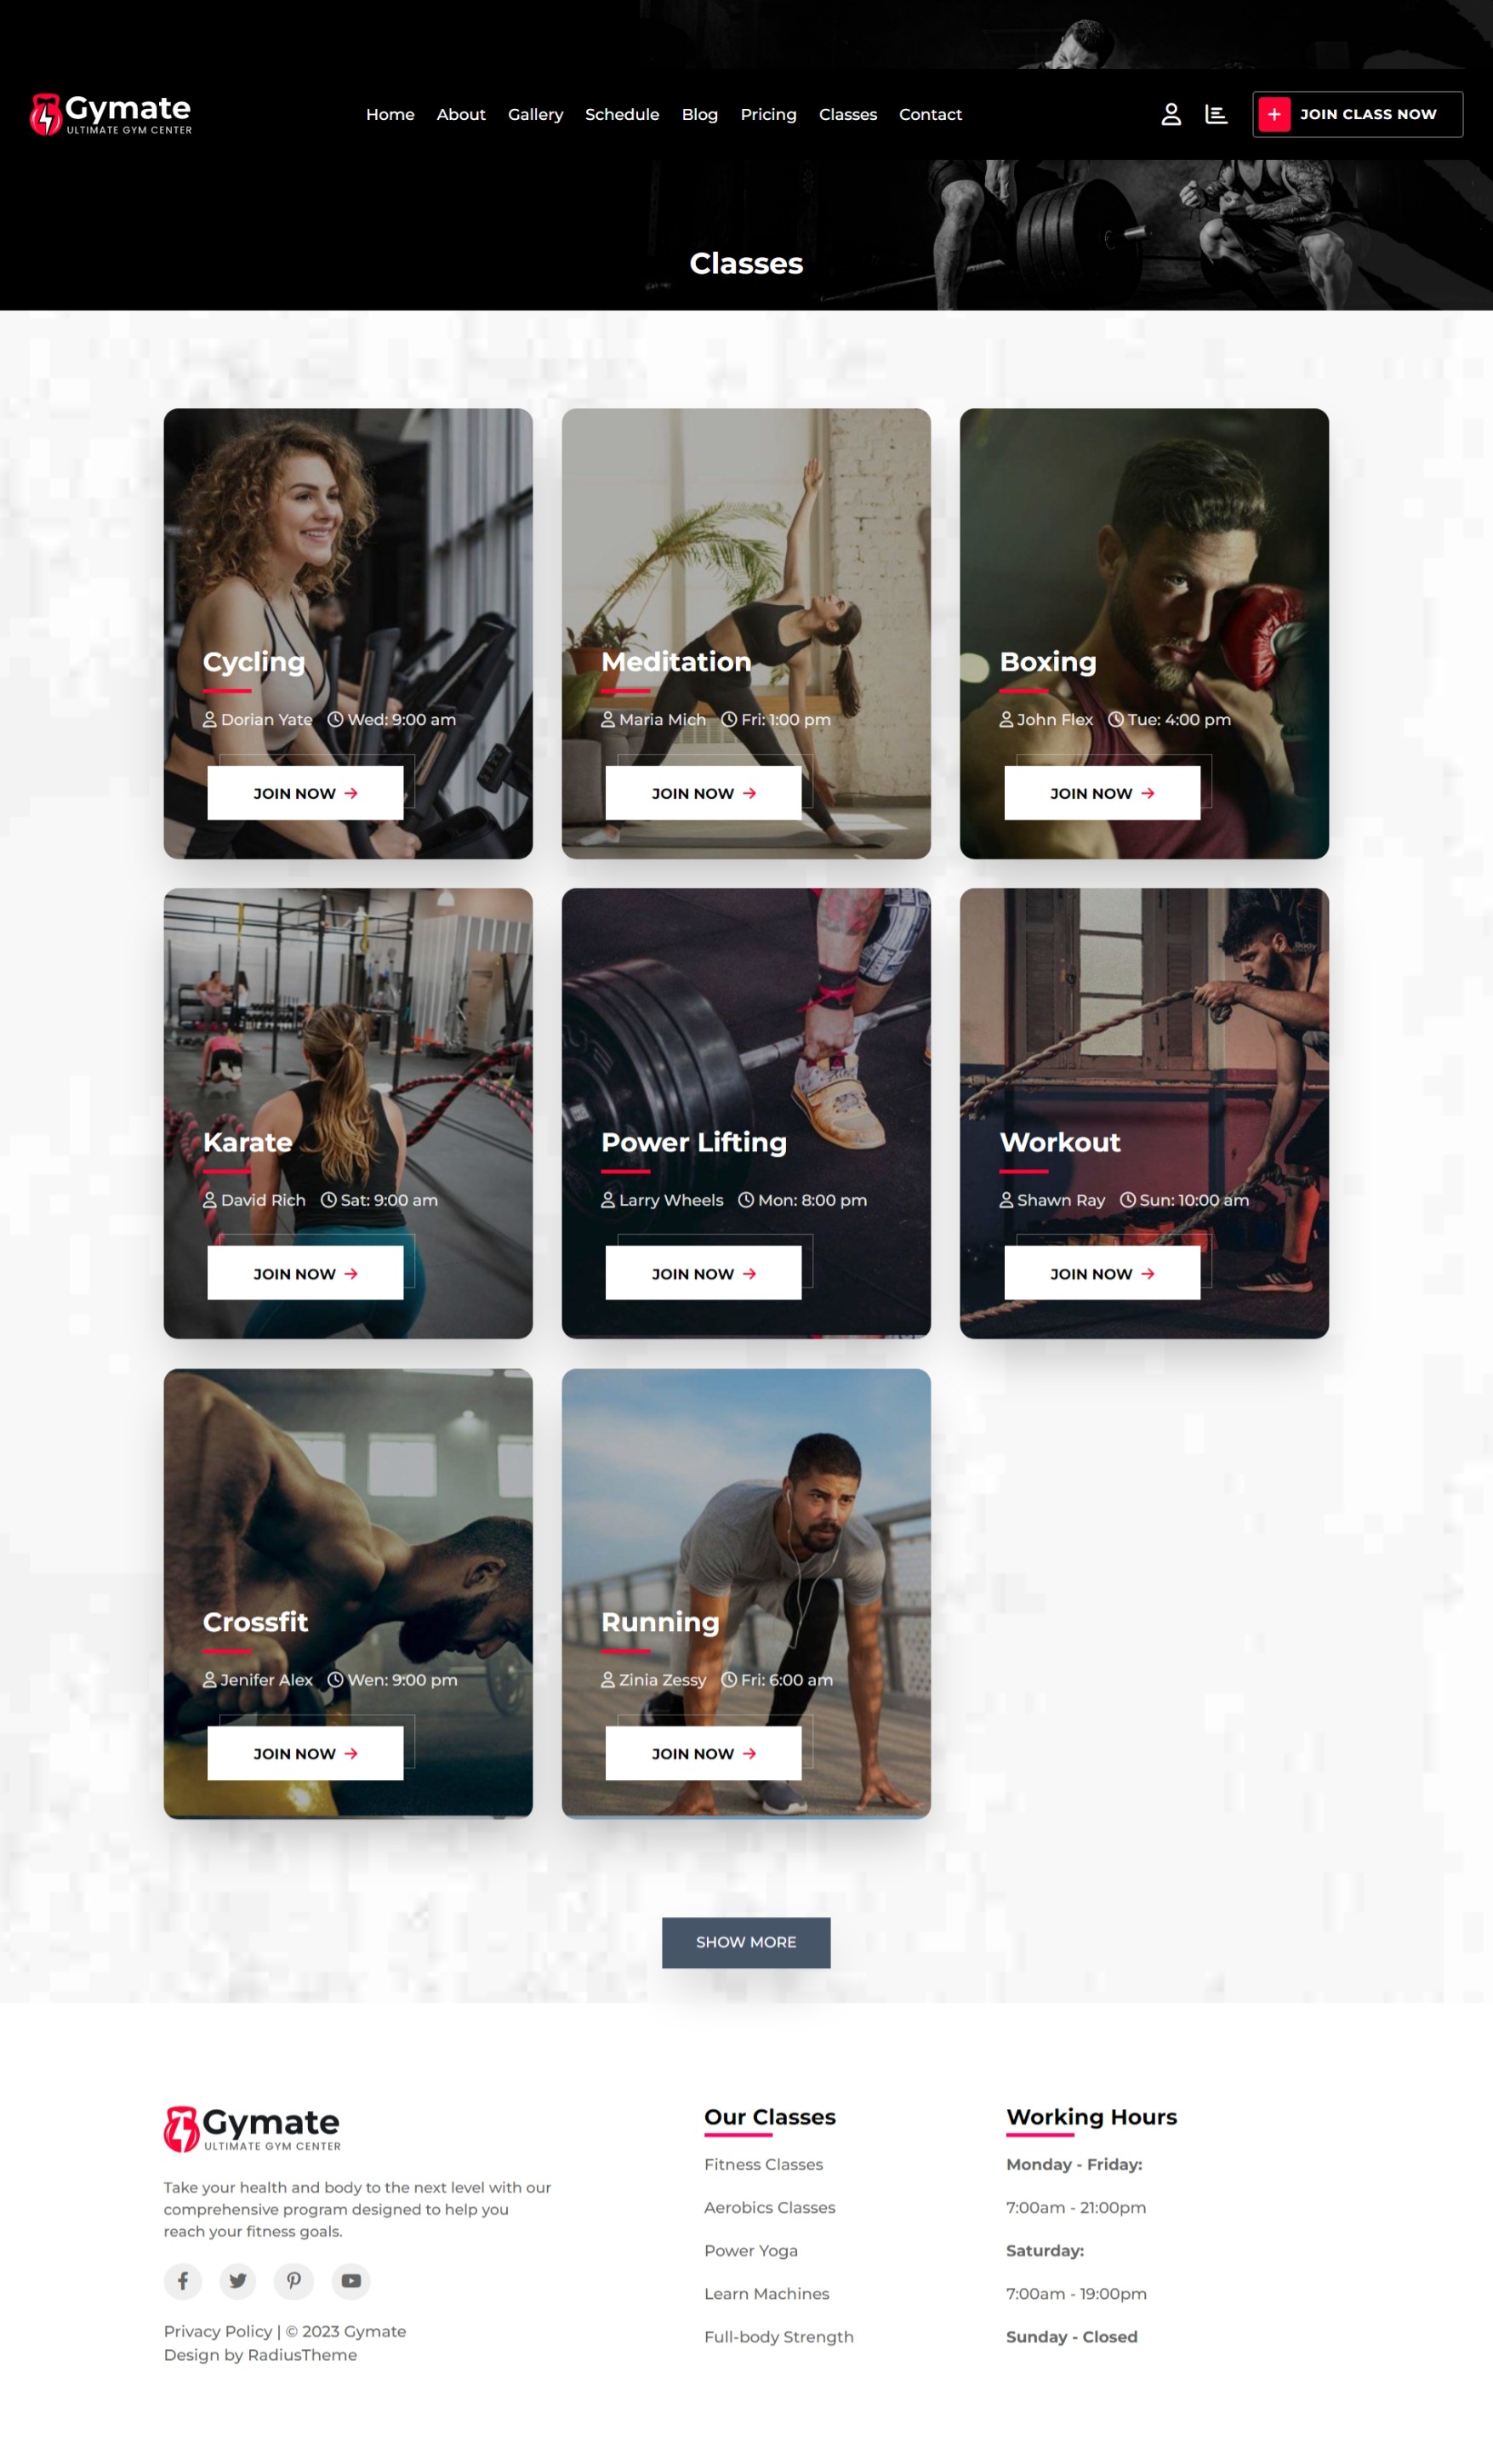 Gymate
ULTIMATE GYM CENTER
Home About Gallery Schedule Blog Pricing Classes Contact
+ JOIN CLASS NOW
Classes
Cycling
Dorian Yate Wed: 9:00 am
JOIN NOW →
Meditation
Maria Mich Fri: 1:00 pm
JOIN NOW →
Boxing
John Flex Tue: 4:00 pm
JOIN NOW →
Karate
David Rich Sat: 9:00 am
JOIN NOW →
Power Lifting
Larry Wheels Mon: 8:00 pm
JOIN NOW →
Body
Workout
Shawn Ray Sun: 10:00 am
JOIN NOW →
Crossfit
Jenifer Alex Wen: 9:00 pm
JOIN NOW →
Running
Zinia Zessy Fri: 6:00 am
JOIN NOW →
SHOW MORE
Gymate
ULTIMATE GYM CENTER
Take your health and body to the next level with our
comprehensive program designed to help you
reach your fitness goals.
Privacy Policy | © 2023 Gymate
Design by RadiusTheme
Our Classes
Fitness Classes
Aerobics Classes
Power Yoga
Learn Machines
Full-body Strength
Working Hours
Monday - Friday:
7:00am - 21:00pm
Saturday:
7:00am - 19:00pm
Sunday - Closed